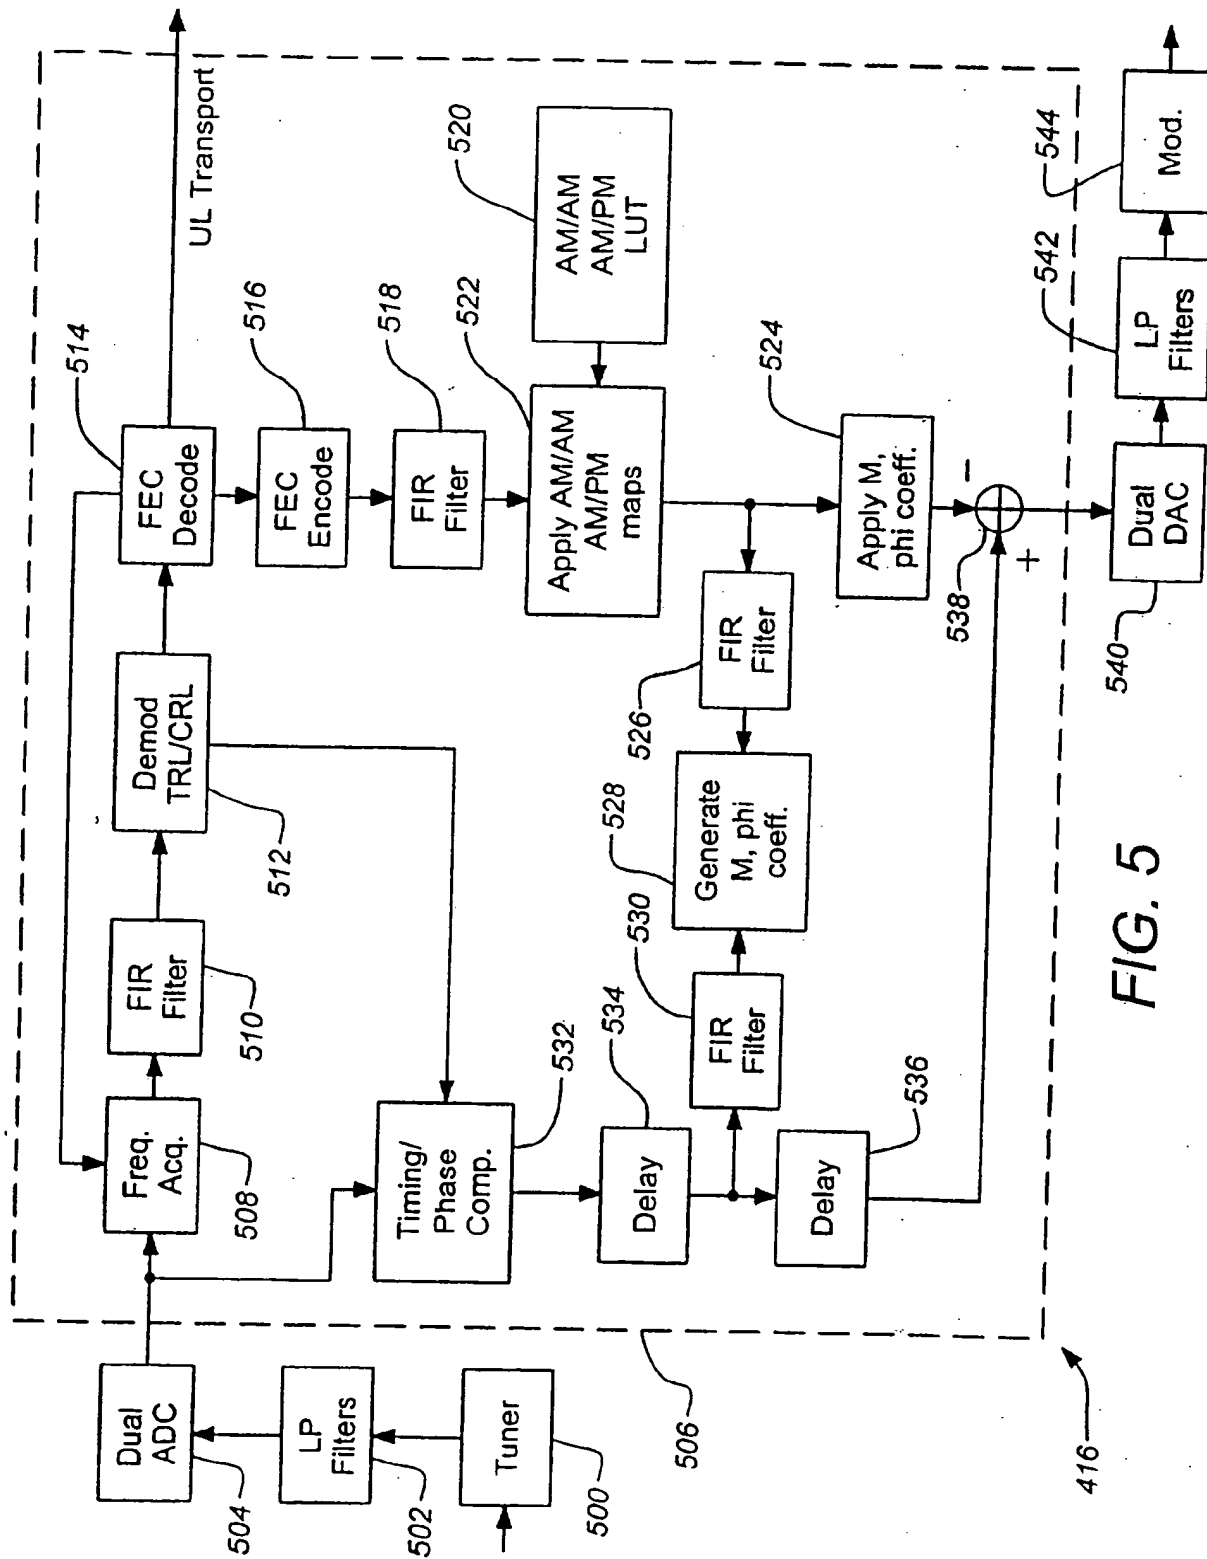 UL Transport
514
FEC
Decode
516
FEC
Encode
518
FIR
Filter
520
AM/AM
AM/PM
LUT
522
Apply AM/AM
AM/PM
maps
524
Apply M,
phi coeff.
544
Mod.
542
LP
Filters
Dual
DAC
540
538
−
+
Demod
TRL/CRL
512
FIR
Filter
510
Freq.
Acq.
508
Timing/
Phase
Comp.
532
Delay
534
FIR
Filter
526
Generate
M, phi
coeff.
528
FIR
Filter
530
Delay
536
Dual
ADC
504
LP
Filters
502
Tuner
500
506
416
FIG. 5